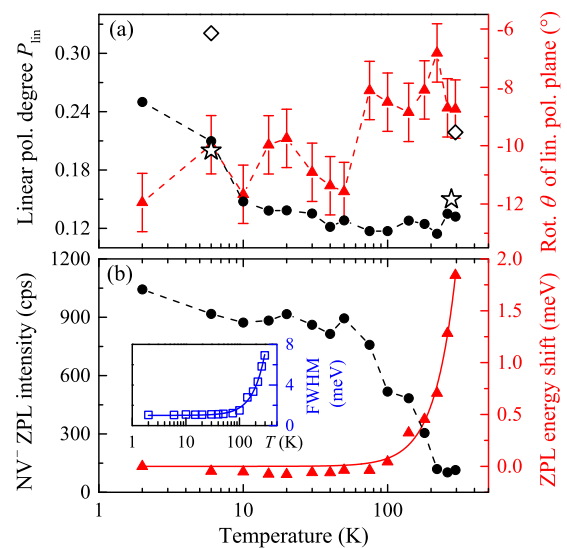 (a)
Linear pol. degree P_lin
0.30
0.24
0.18
0.12
-6
-8
-10
-12
Rot. θ of lin. pol. plane (°)
(b)
NV⁻ ZPL intensity (cps)
1200
900
600
300
0
2.0
1.5
1.0
0.5
0.0
ZPL energy shift (meV)
8
4
0
FWHM
(meV)
1 10 100 T (K)
1 10 100
Temperature (K)